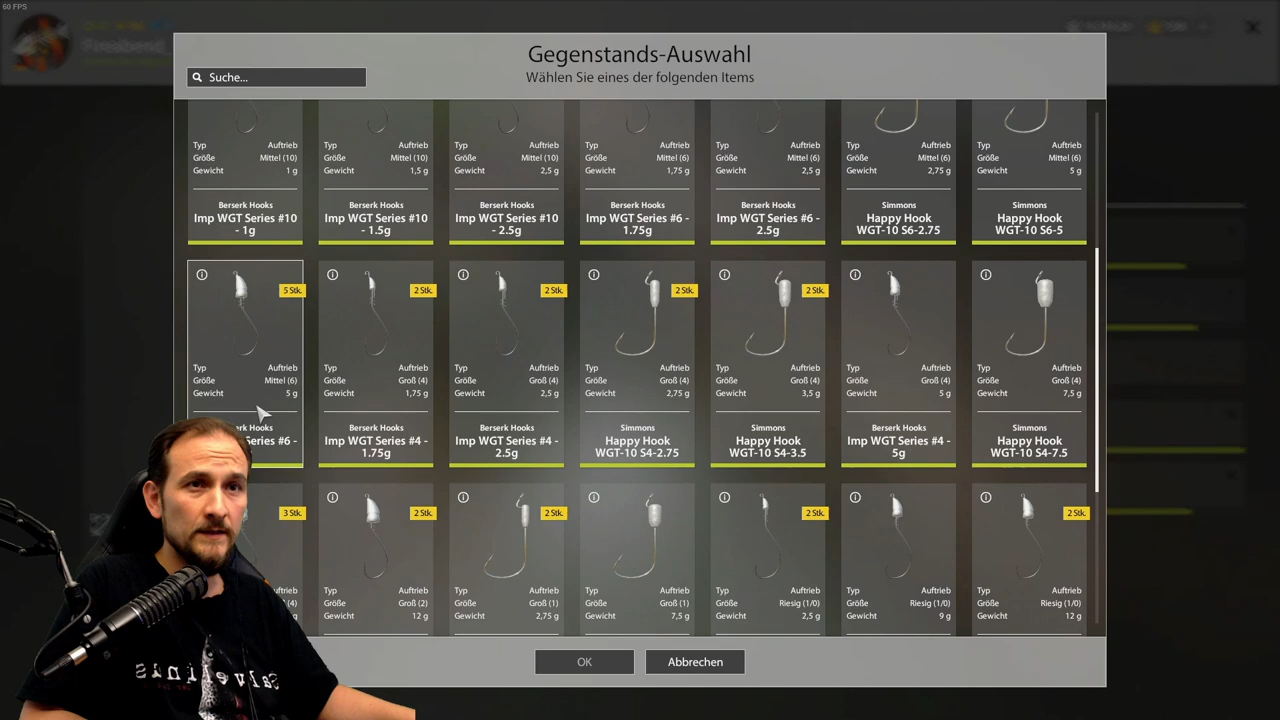 60 FPS
Gegenstands-Auswahl
Wählen Sie eines der folgenden Items
Suche...
Typ Auftrieb
Größe Mittel (10)
Gewicht 1 g
Berserk Hooks
Imp WGT Series #10
- 1g
Typ Auftrieb
Größe Mittel (10)
Gewicht 1,5 g
Berserk Hooks
Imp WGT Series #10
- 1.5g
Typ Auftrieb
Größe Mittel (10)
Gewicht 2,5 g
Berserk Hooks
Imp WGT Series #10
- 2.5g
Typ Auftrieb
Größe Mittel (6)
Gewicht 1,75 g
Berserk Hooks
Imp WGT Series #6 -
1.75g
Typ Auftrieb
Größe Mittel (6)
Gewicht 2,5 g
Berserk Hooks
Imp WGT Series #6 -
2.5g
Typ Auftrieb
Größe Mittel (6)
Gewicht 2,75 g
Simmons
Happy Hook
WGT-10 S6-2.75
Typ Auftrieb
Größe Mittel (6)
Gewicht 5 g
Simmons
Happy Hook
WGT-10 S6-5
5 Stk.
Typ Auftrieb
Größe Mittel (6)
Gewicht 5 g
Hooks
Series #6 -
2 Stk.
Typ Auftrieb
Größe Groß (4)
Gewicht 1,75 g
Berserk Hooks
Imp WGT Series #4 -
1.75g
2 Stk.
Typ Auftrieb
Größe Groß (4)
Gewicht 2,5 g
Berserk Hooks
Imp WGT Series #4 -
2.5g
2 Stk.
Typ Auftrieb
Größe Groß (4)
Gewicht 2,75 g
Simmons
Happy Hook
WGT-10 S4-2.75
2 Stk.
Typ Auftrieb
Größe Groß (4)
Gewicht 3,5 g
Simmons
Happy Hook
WGT-10 S4-3.5
Typ Auftrieb
Größe Groß (4)
Gewicht 5 g
Berserk Hooks
Imp WGT Series #4 -
5g
Typ Auftrieb
Größe Groß (4)
Gewicht 7,5 g
Simmons
Happy Hook
WGT-10 S4-7.5
3 Stk.
Auftrieb
(4)
g
2 Stk.
Typ Auftrieb
Größe Groß (2)
Gewicht 12 g
2 Stk.
Typ Auftrieb
Größe Groß (1)
Gewicht 2,75 g
Typ Auftrieb
Größe Groß (1)
Gewicht 7,5 g
2 Stk.
Typ Auftrieb
Größe Riesig (1/0)
Gewicht 2,5 g
Typ Auftrieb
Größe Riesig (1/0)
Gewicht 9 g
2 Stk.
Typ Auftrieb
Größe Riesig (1/0)
Gewicht 12 g
OK
Abbrechen